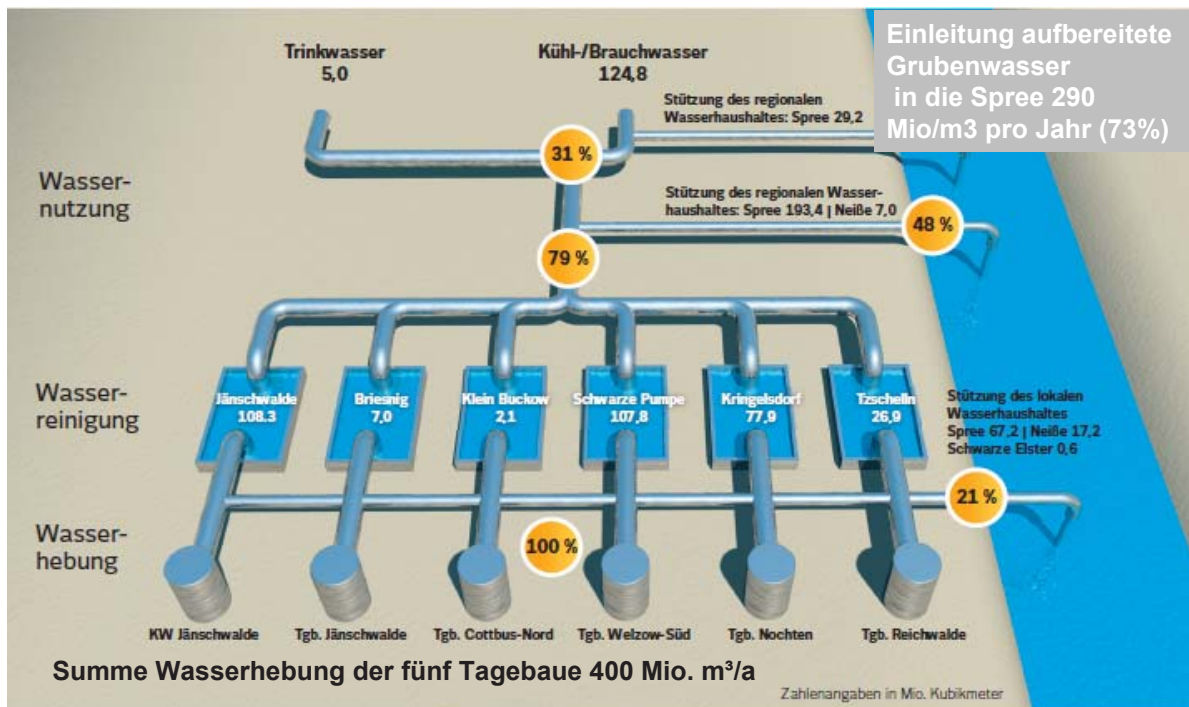 Trinkwasser
5,0
Kühl-/Brauchwasser
124,8
Einleitung aufbereitete
Grubenwasser
in die Spree 290
Mio/m3 pro Jahr (73%)
Stützung des regionalen
Wasserhaushaltes: Spree 29,2
31 %
Wasser-
nutzung
Stützung des regionalen Wasser-
haushaltes: Spree 193,4 | Neiße 7,0
48 %
79 %
Wasser-
reinigung
Jänschwalde
108.3
Briesnig
7,0
Klein Buckow
2,1
Schwarze Pumpe
107,8
Kringelsdorf
77,9
Tzschelln
26,9
Stützung des lokalen
Wasserhaushaltes
Spree 67,2 | Neiße 17,2
Schwarze Elster 0,6
21 %
Wasser-
hebung
100 %
KW Jänschwalde
Tgb. Jänschwalde
Tgb. Cottbus-Nord
Tgb. Welzow-Süd
Tgb. Nochten
Tgb. Reichwalde
Summe Wasserhebung der fünf Tagebaue 400 Mio. m³/a
Zahlenangaben in Mio. Kubikmeter